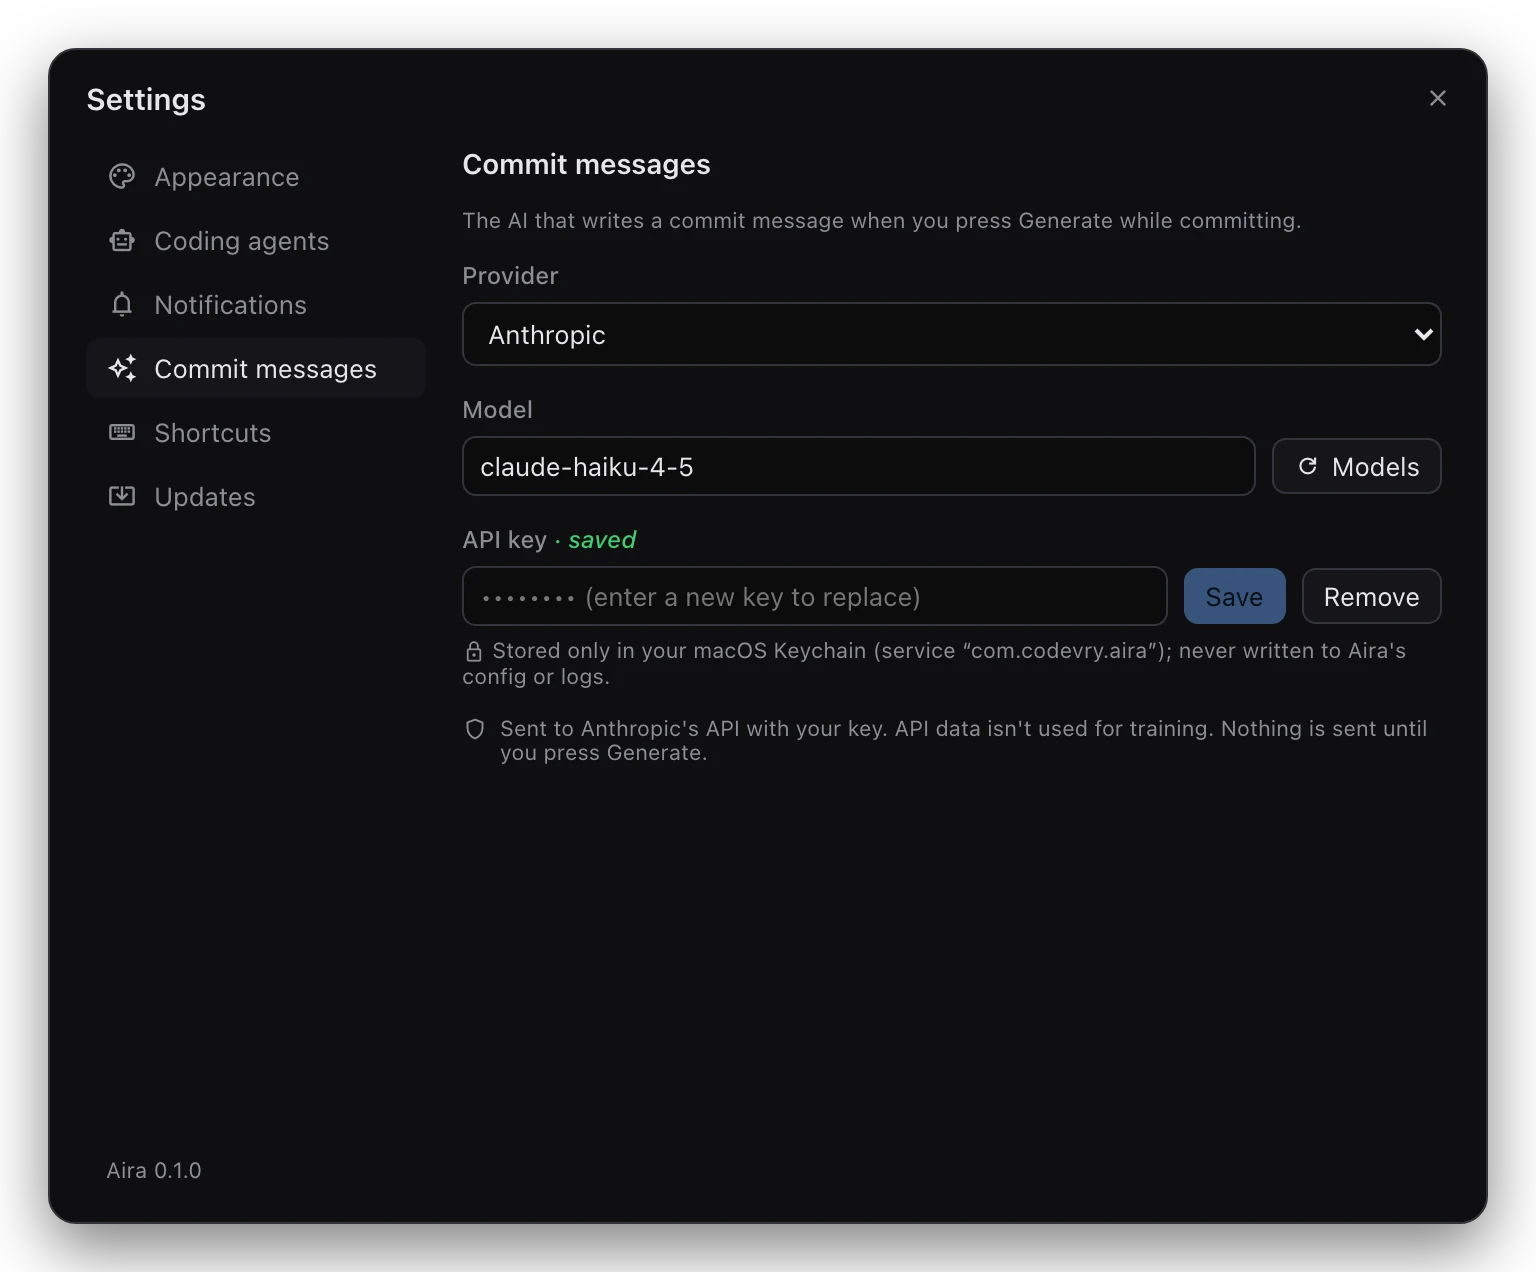 Settings
Appearance
Coding agents
Notifications
Commit messages
Shortcuts
Updates
Commit messages
The AI that writes a commit message when you press Generate while committing.
Provider
Anthropic
Model
claude-haiku-4-5
Models
API key · saved
•••••••• (enter a new key to replace)
Save
Remove
Stored only in your macOS Keychain (service “com.codevry.aira”); never written to Aira's
config or logs.
Sent to Anthropic's API with your key. API data isn't used for training. Nothing is sent until
you press Generate.
Aira 0.1.0